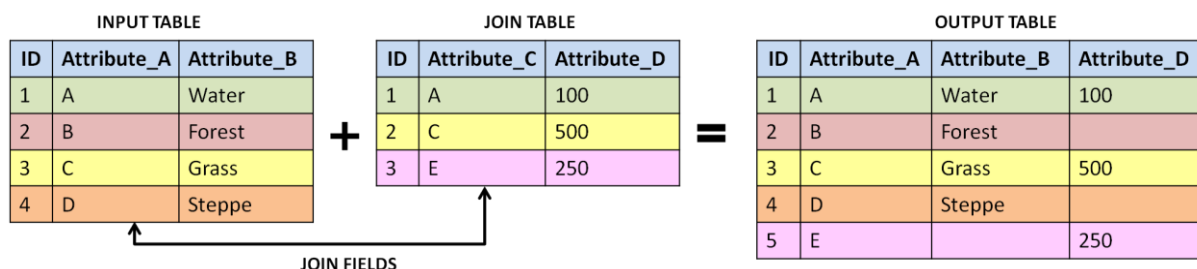 INPUT TABLE
ID Attribute_A Attribute_B
1 A Water
2 B Forest
3 C Grass
4 D Steppe
+
JOIN TABLE
ID Attribute_C Attribute_D
1 A 100
2 C 500
3 E 250
=
OUTPUT TABLE
ID Attribute_A Attribute_B Attribute_D
1 A Water 100
2 B Forest
3 C Grass 500
4 D Steppe
5 E 250
JOIN FIELDS